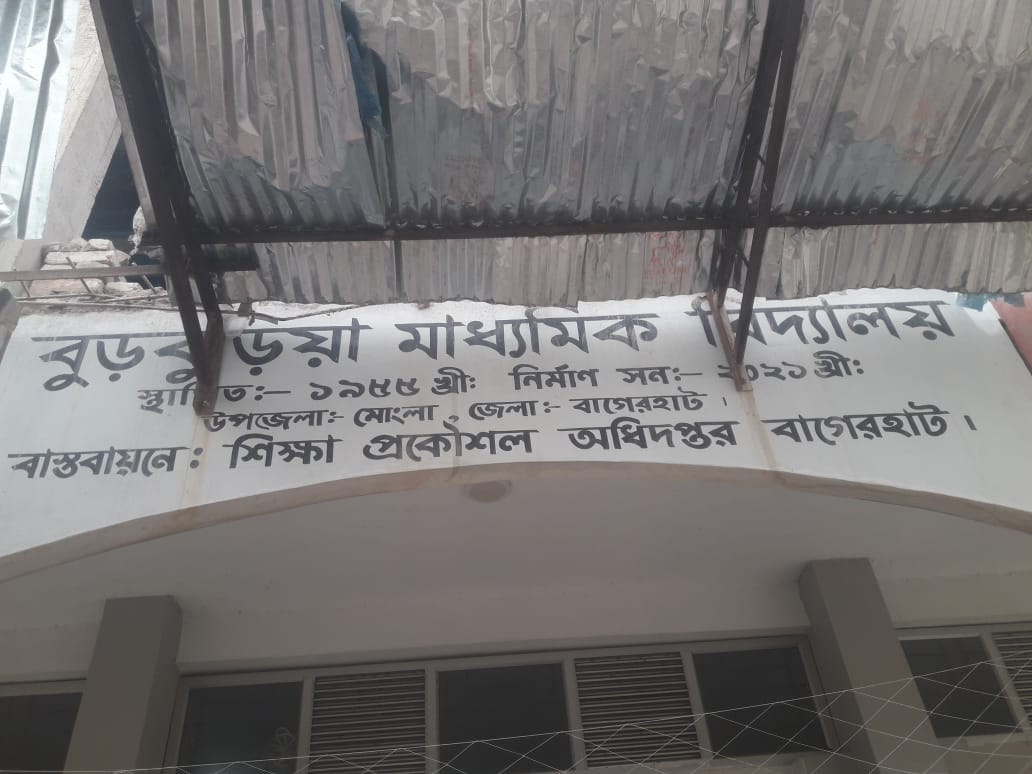 বুড়বুড়িয়া মাধ্যমিক বিদ্যালয়
স্থাপিত:- ১৯৫৫ খ্রী: নির্মাণ সন:- ২০২১ খ্রী:
উপজেলা:- মোংলা , জেলা:- বাগেরহাট ।
বাস্তবায়নে : শিক্ষা প্রকৌশল অধিদপ্তর বাগেরহাট ।